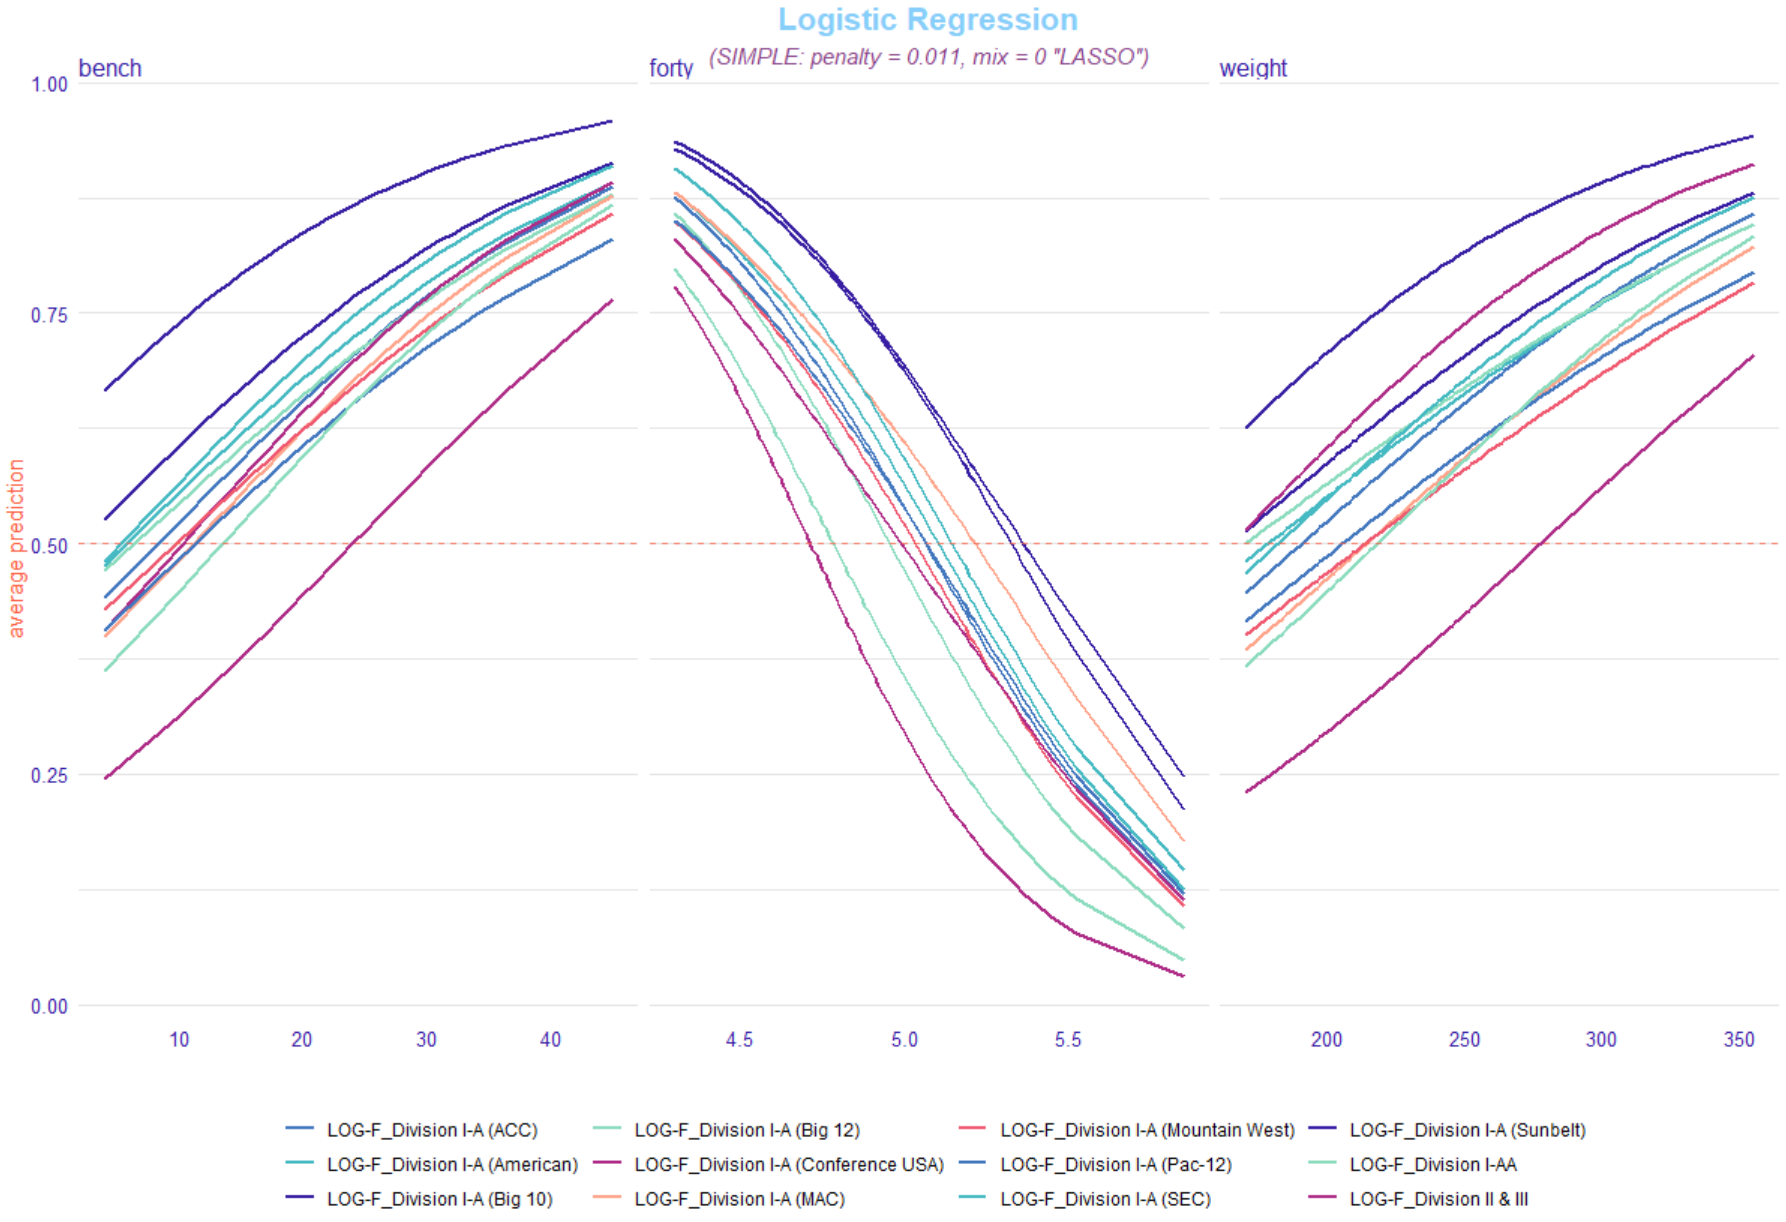 Logistic Regression
(SIMPLE: penalty = 0.011, mix = 0 "LASSO")
bench
forty
weight
1.00
0.75
0.50
0.25
0.00
average prediction
10 20 30 40
4.5 5.0 5.5
200 250 300 350
LOG-F_Division I-A (ACC) LOG-F_Division I-A (Big 12) LOG-F_Division I-A (Mountain West) LOG-F_Division I-A (Sunbelt)
LOG-F_Division I-A (American) LOG-F_Division I-A (Conference USA) LOG-F_Division I-A (Pac-12) LOG-F_Division I-AA
LOG-F_Division I-A (Big 10) LOG-F_Division I-A (MAC) LOG-F_Division I-A (SEC) LOG-F_Division II & III